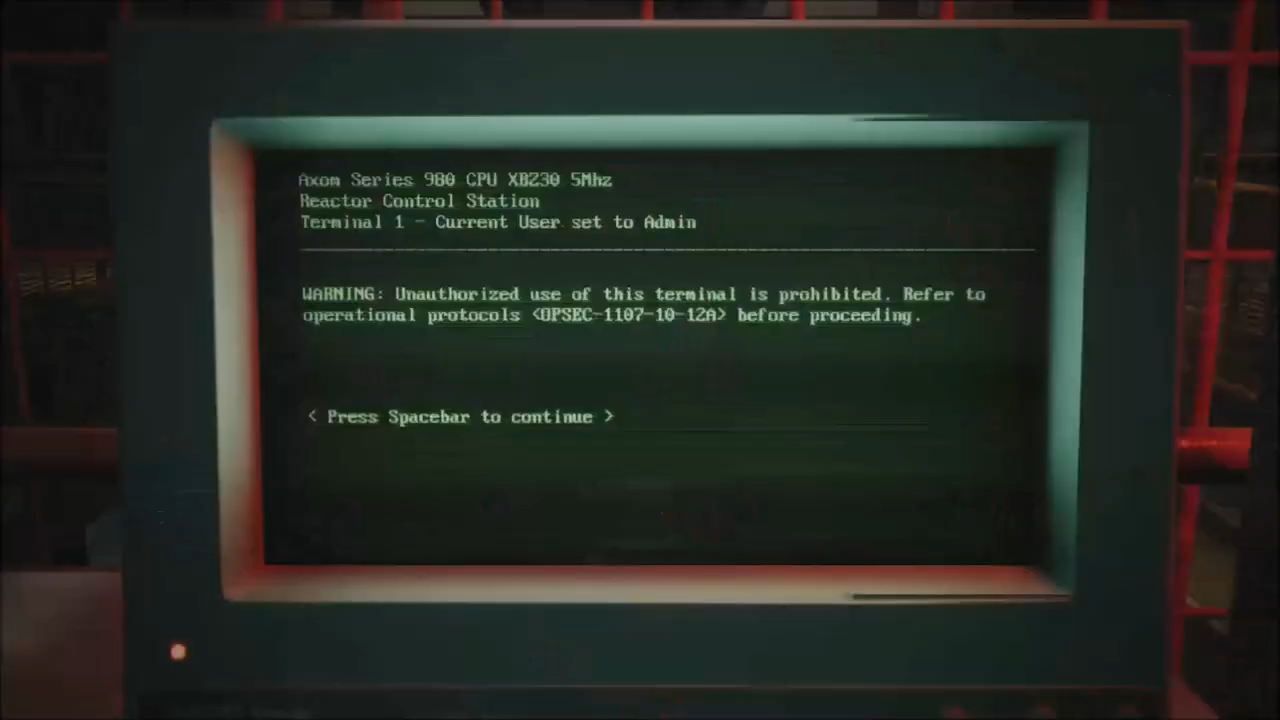 Axom Series 980 CPU XB230 5Mhz
Reactor Control Station
Terminal 1 - Current User set to Admin
WARNING: Unauthorized use of this terminal is prohibited. Refer to
operational protocols <OPSEC-1107-10-12A> before proceeding.
< Press Spacebar to continue >